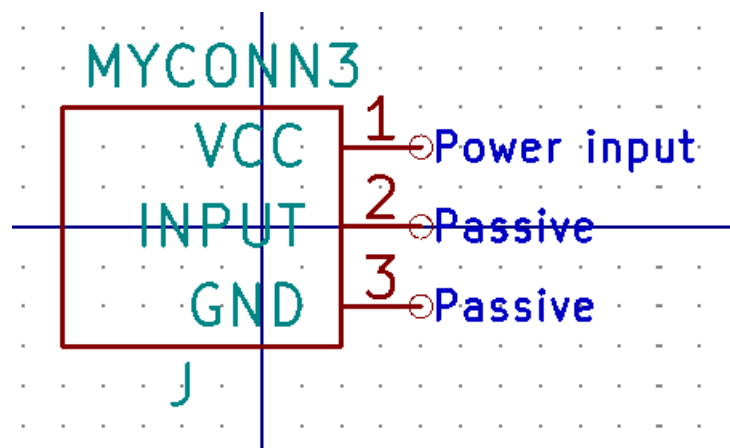 MYCONN3
VCC 1 Power input
INPUT 2 Passive
GND 3 Passive
J